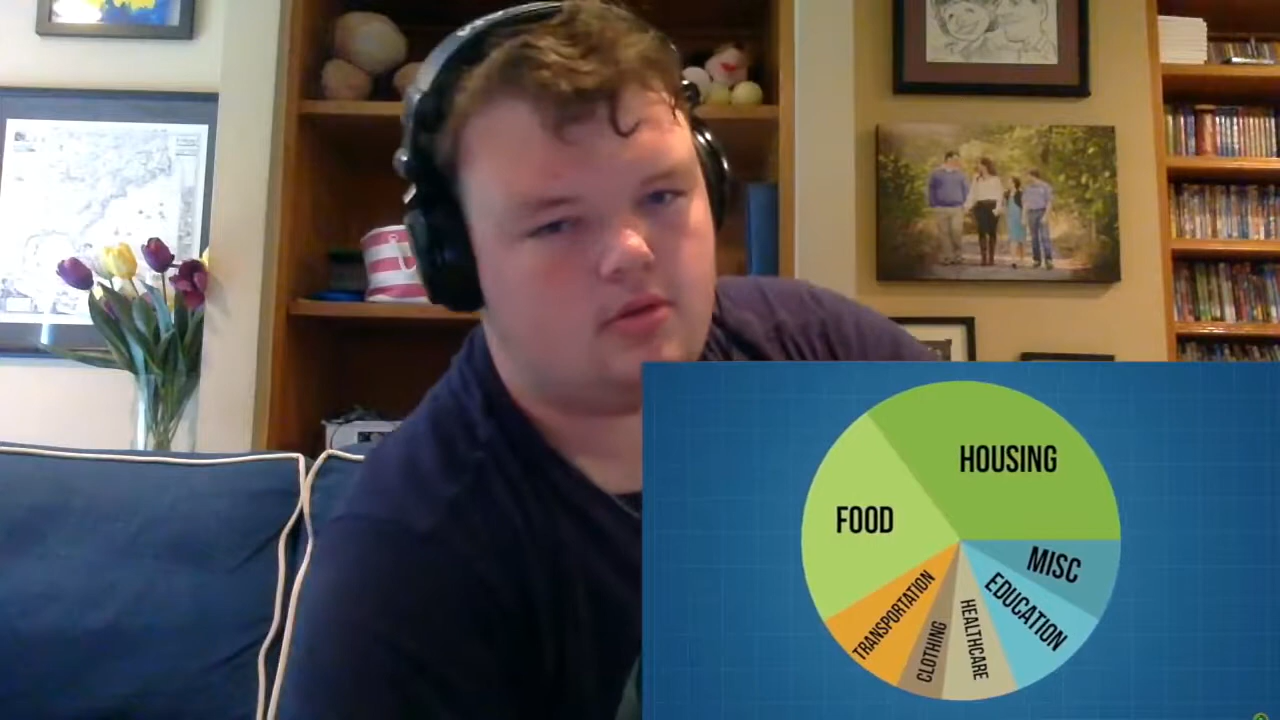 HOUSING
FOOD
MISC
EDUCATION
HEALTHCARE
CLOTHING
TRANSPORTATION